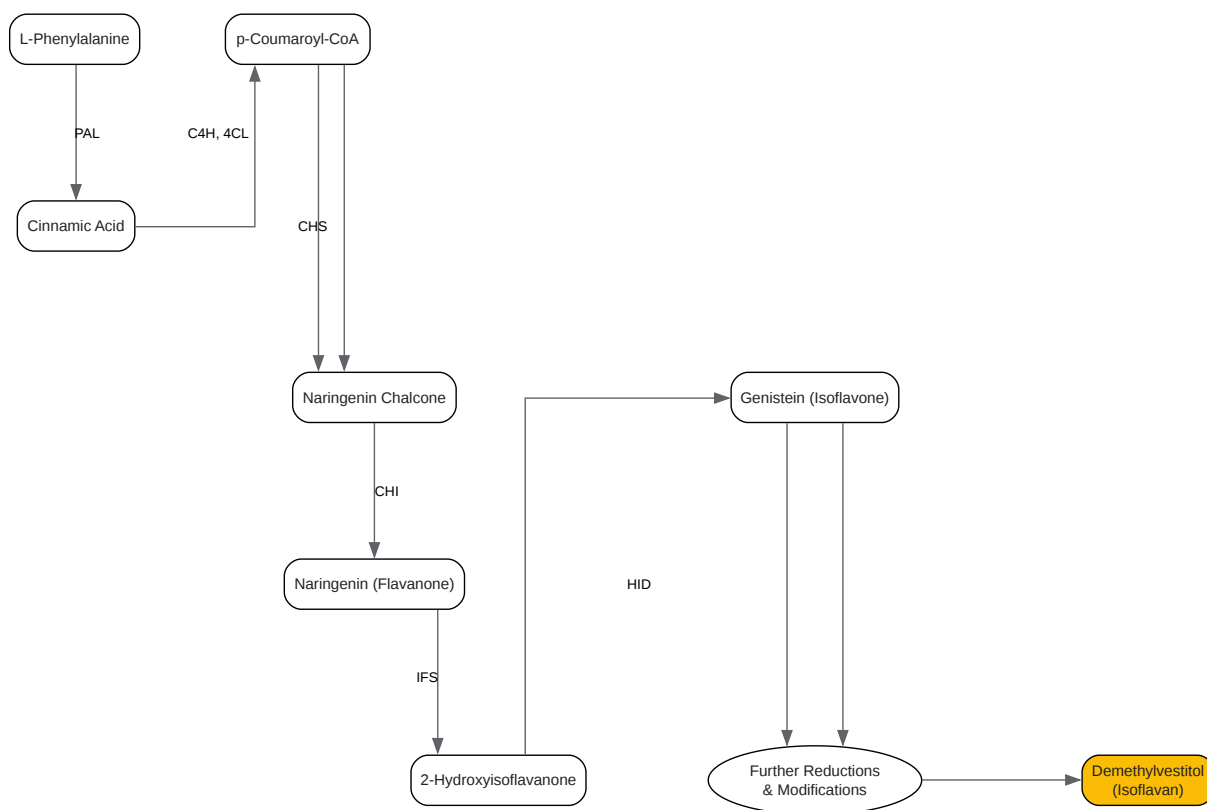 L-Phenylalanine
p-Coumaroyl-CoA
PAL
C4H, 4CL
Cinnamic Acid
CHS
Naringenin Chalcone
Genistein (Isoflavone)
CHI
Naringenin (Flavanone)
HID
IFS
2-Hydroxyisoflavanone
Further Reductions
& Modifications
Demethylvestitol
(Isoflavan)